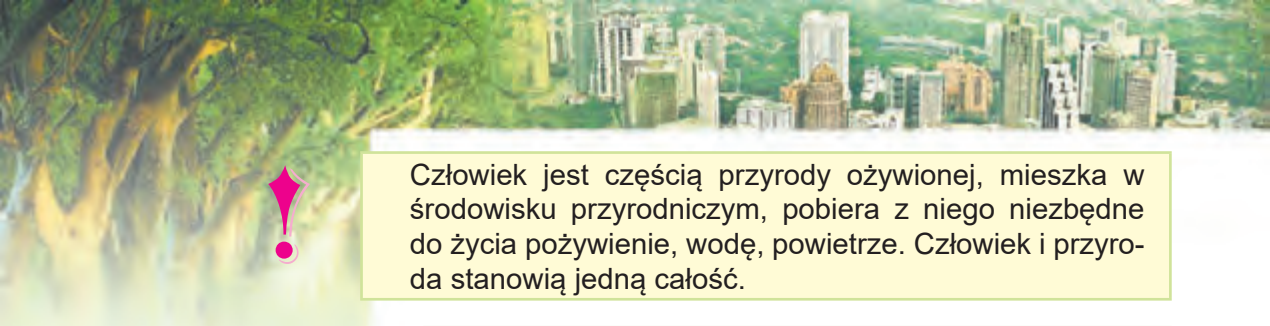 Człowiek jest częścią przyrody ożywionej, mieszka w
środowisku przyrodniczym, pobiera z niego niezbędne
do życia pożywienie, wodę, powietrze. Człowiek i przyro-
da stanowią jedną całość.